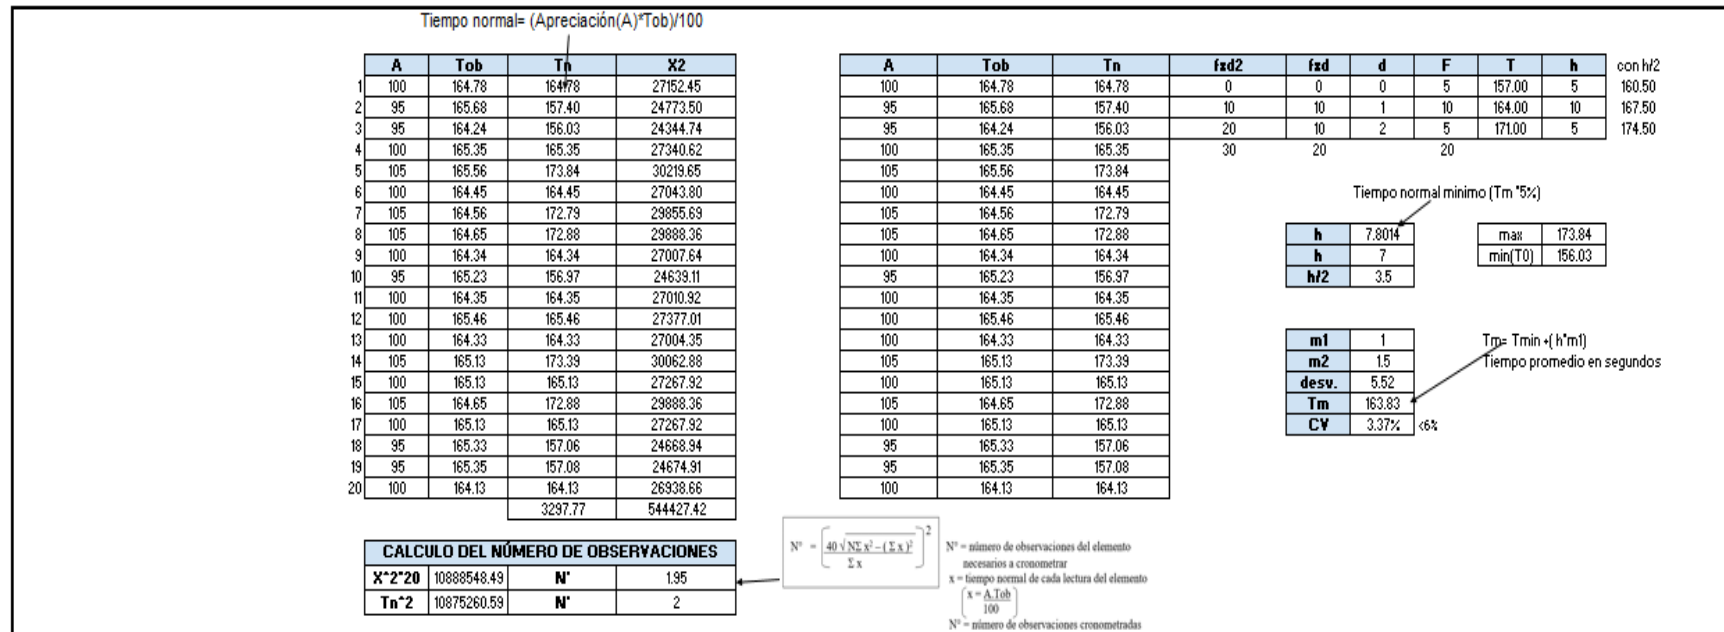 Tiempo normal= (Apreciación(A)*Tob)/100
A Tob Tn X2
1 100 164.78 164.78 27152.45
2 95 165.68 157.40 24773.50
3 95 164.24 156.03 24344.74
4 100 165.35 165.35 27340.62
5 105 165.56 173.84 30219.65
6 100 164.45 164.45 27043.80
7 105 164.56 172.79 29855.69
8 105 164.65 172.88 29888.36
9 100 164.34 164.34 27007.64
10 95 165.23 156.97 24639.11
11 100 164.35 164.35 27010.92
12 100 165.46 165.46 27377.01
13 100 164.33 164.33 27004.35
14 105 165.13 173.39 30062.88
15 100 165.13 165.13 27267.92
16 105 164.65 172.88 29888.36
17 100 165.13 165.13 27267.92
18 95 165.33 157.06 24668.94
19 95 165.35 157.08 24674.91
20 100 164.13 164.13 26938.66
3297.77 544427.42
A Tob Tn fxd2 fxd d F T h con h/2
100 164.78 164.78 0 0 0 5 157.00 5 160.50
95 165.68 157.40 10 10 1 10 164.00 10 167.50
95 164.24 156.03 20 10 2 5 171.00 5 174.50
100 165.35 165.35 30 20 20
105 165.56 173.84
100 164.45 164.45
105 164.56 172.79
105 164.65 172.88
100 164.34 164.34
95 165.23 156.97
100 164.35 164.35
100 165.46 165.46
100 164.33 164.33
105 165.13 173.39
100 165.13 165.13
105 164.65 172.88
100 165.13 165.13
95 165.33 157.06
95 165.35 157.08
100 164.13 164.13
Tiempo normal minimo (Tm *5%)
h 7.8014
h 7
h/2 3.5
max 173.84
min(T0) 156.03
m1 1
m2 1.5
desv. 5.52
Tm 163.83
CV 3.37% <6%
Tm= Tmin +( h*m1)
Tiempo promedio en segundos
CALCULO DEL NÚMERO DE OBSERVACIONES
X^2*20 10888548.49 N' 1.95
Tn^2 10875260.59 N' 2
N° = (40 √NΣ x² – (Σ x)² / Σ x)²
N° = número de observaciones del elemento
necesarios a cronometrar
x = tiempo normal de cada lectura del elemento
(x = A.Tob / 100)
N° = número de observaciones cronometradas